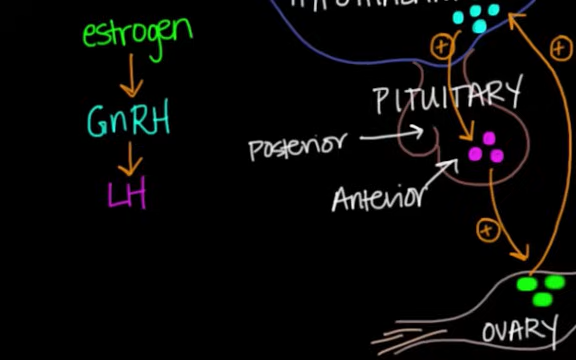 estrogen
GnRH
LH
+
+
PITUITARY
Posterior
Anterior
+
OVARY